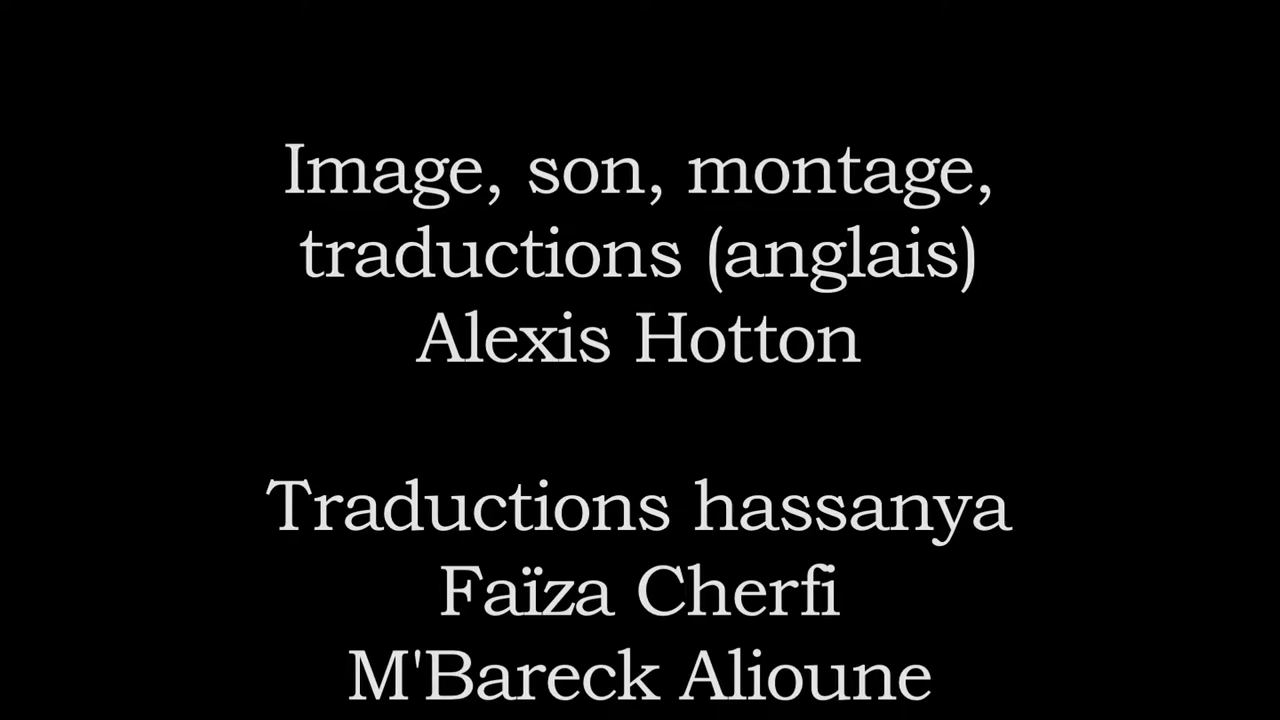 Image, son, montage,
traductions (anglais)
Alexis Hotton
Traductions hassanya
Faïza Cherfi
M'Bareck Alioune